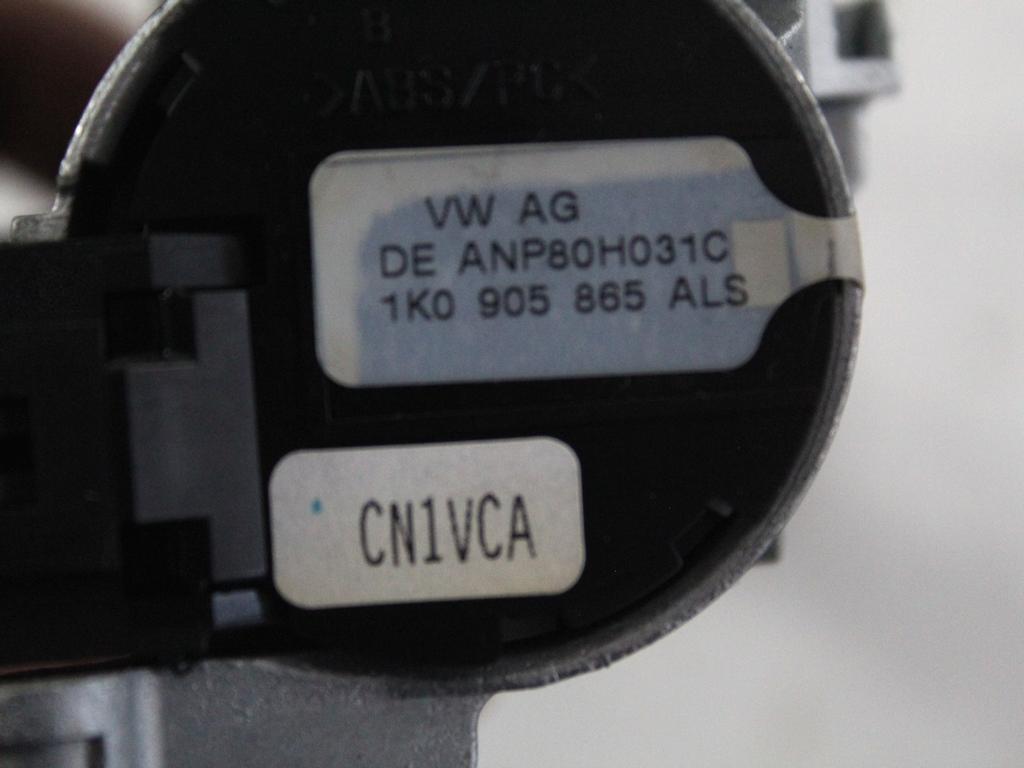 B
>ABS/PC<
VW AG
DE ANP80H031C
1K0 905 865 ALS
CN1VCA